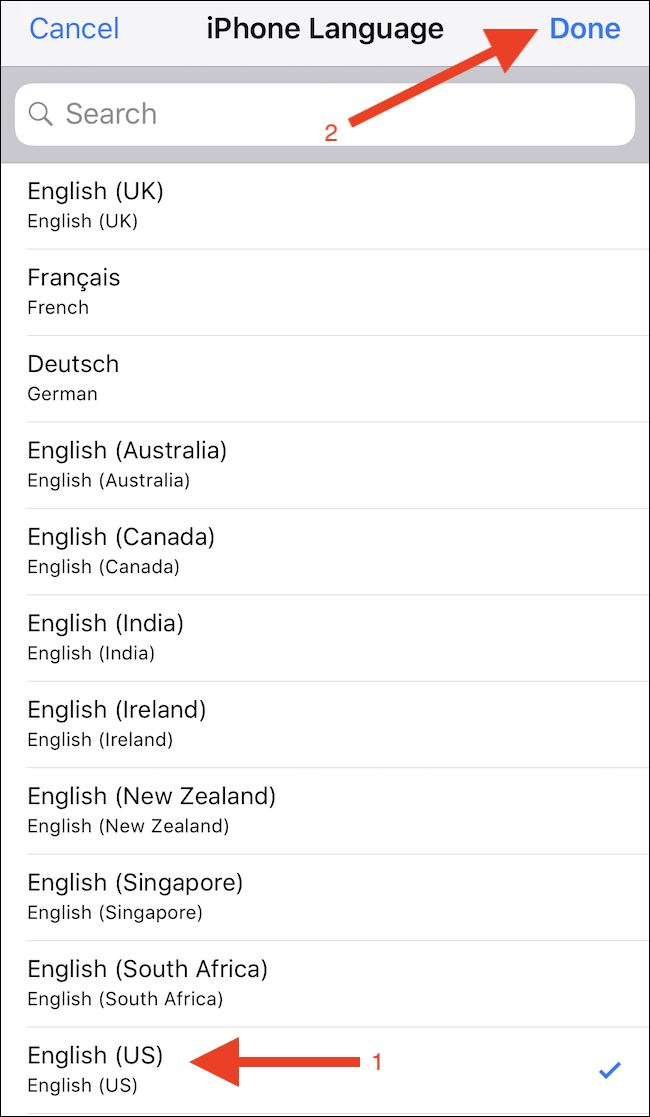 Cancel iPhone Language Done
Search
2
English (UK)
English (UK)
Français
French
Deutsch
German
English (Australia)
English (Australia)
English (Canada)
English (Canada)
English (India)
English (India)
English (Ireland)
English (Ireland)
English (New Zealand)
English (New Zealand)
English (Singapore)
English (Singapore)
English (South Africa)
English (South Africa)
English (US)
1
English (US)